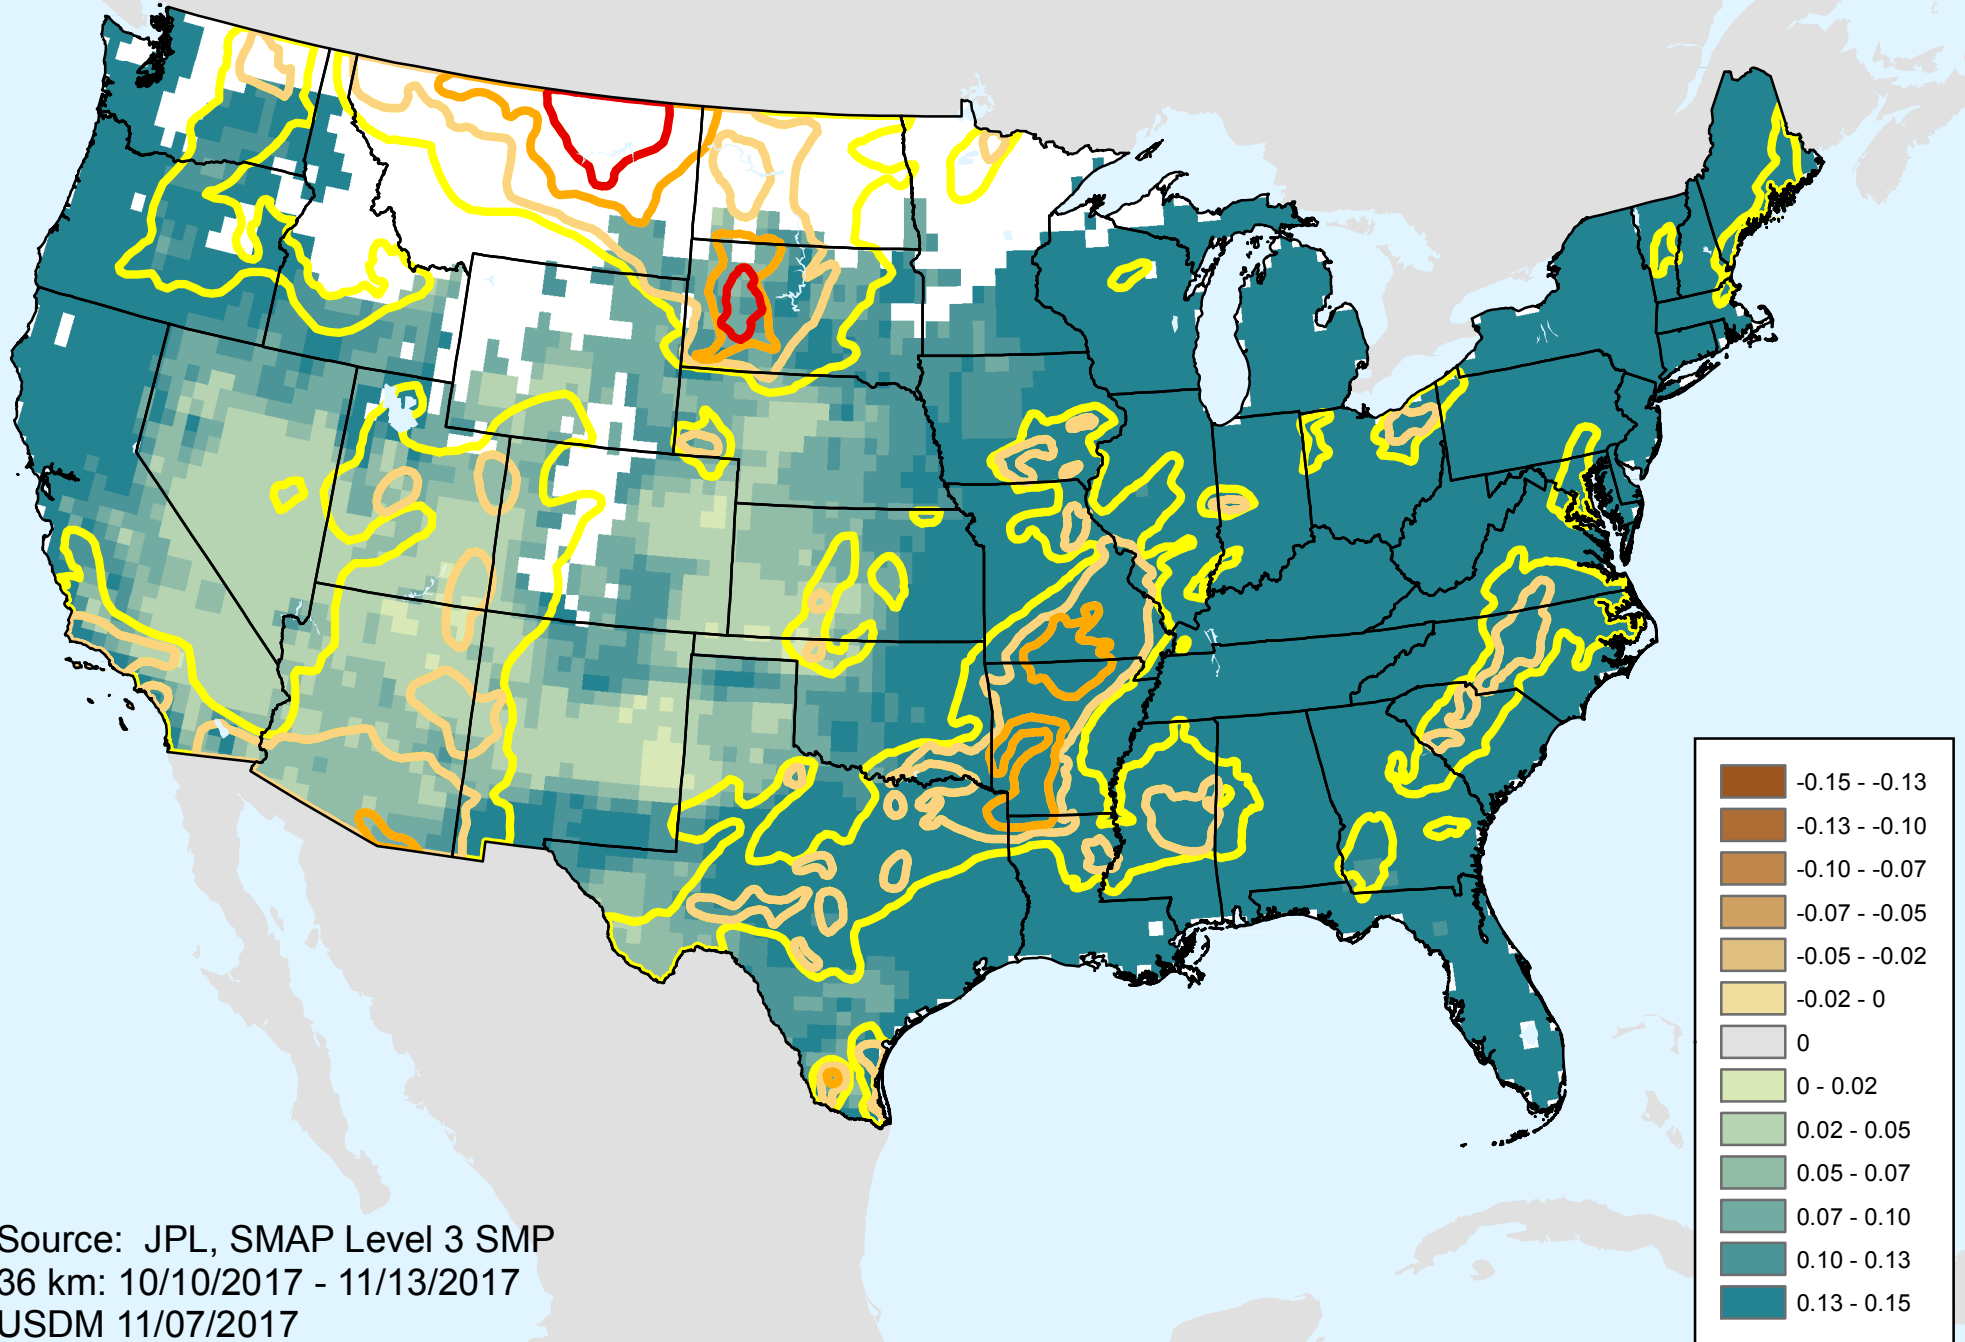 -0.15 - -0.13
-0.13 - -0.10
-0.10 - -0.07
-0.07 - -0.05
-0.05 - -0.02
-0.02 - 0
0
0 - 0.02
0.02 - 0.05
0.05 - 0.07
0.07 - 0.10
0.10 - 0.13
0.13 - 0.15
Source: JPL, SMAP Level 3 SMP
36 km: 10/10/2017 - 11/13/2017
USDM 11/07/2017